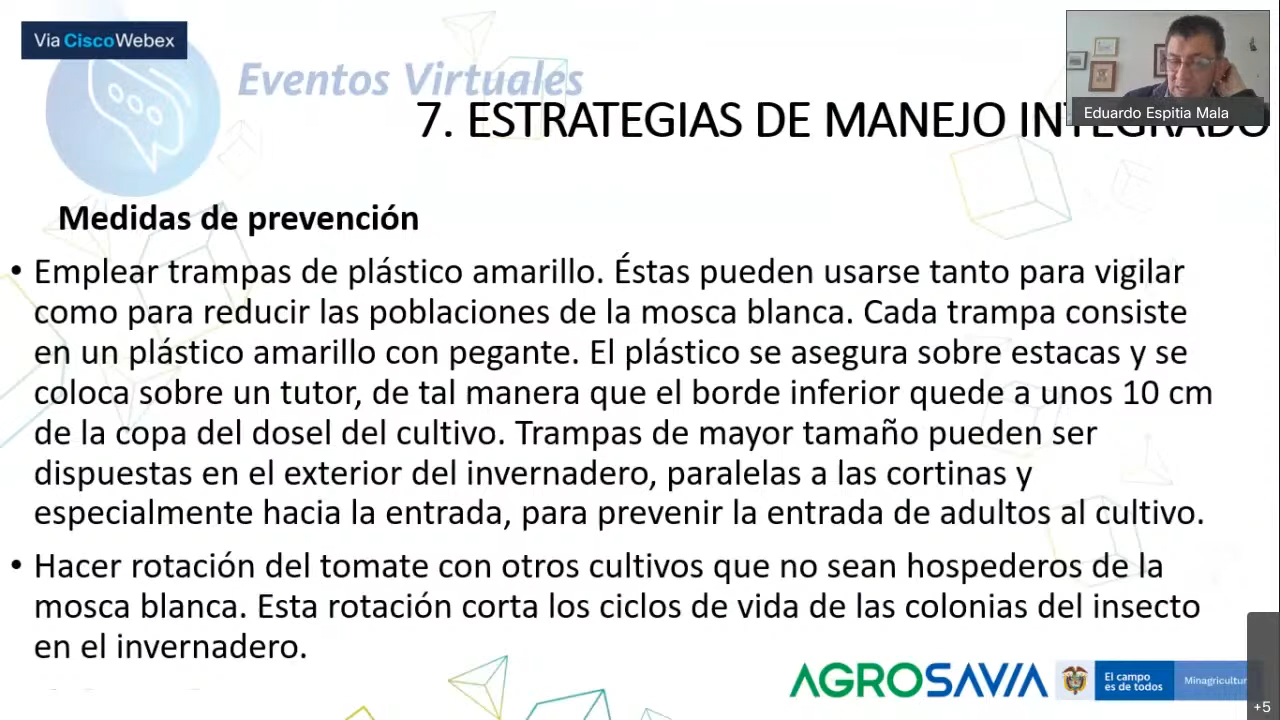 Via Cisco Webex
Eventos Virtuales
Eduardo Espitia Mala
7. ESTRATEGIAS DE MANEJO INTEGRADO
Medidas de prevención
• Emplear trampas de plástico amarillo. Éstas pueden usarse tanto para vigilar
como para reducir las poblaciones de la mosca blanca. Cada trampa consiste
en un plástico amarillo con pegante. El plástico se asegura sobre estacas y se
coloca sobre un tutor, de tal manera que el borde inferior quede a unos 10 cm
de la copa del dosel del cultivo. Trampas de mayor tamaño pueden ser
dispuestas en el exterior del invernadero, paralelas a las cortinas y
especialmente hacia la entrada, para prevenir la entrada de adultos al cultivo.
• Hacer rotación del tomate con otros cultivos que no sean hospederos de la
mosca blanca. Esta rotación corta los ciclos de vida de las colonias del insecto
en el invernadero.
AGROSAVIA
El campo
es de todos
Minagricultur
+5